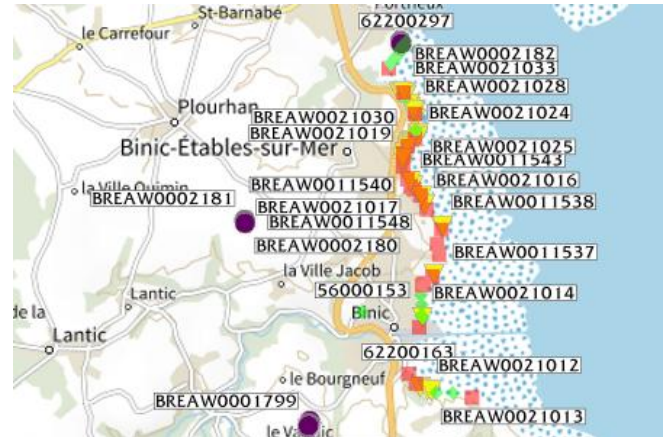 St-Barnabé
62200297
le Carrefour
BREAW0002182
BREAW0021033
BREAW0021028
Plourhan
BREAW0021030
BREAW0021024
BREAW0021019
Binic-Étables-sur-Mer
BREAW0021025
BREAW0011543
BREAW0011540
BREAW0021016
la Ville Quimin
BREAW0002181
BREAW0021017
BREAW0011538
BREAW0011548
BREAW0002180
BREAW0011537
la Ville Jacob
56000153
BREAW0021014
Lantic
de la
Binic
Lantic
62200163
BREAW0021012
le Bourgneuf
BREAW0001799
BREAW0021013